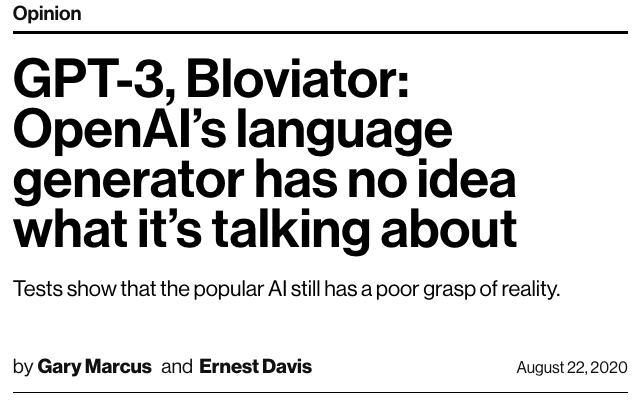 Opinion
GPT-3, Bloviator:
OpenAI’s language
generator has no idea
what it’s talking about
Tests show that the popular AI still has a poor grasp of reality.
by Gary Marcus and Ernest Davis August 22, 2020